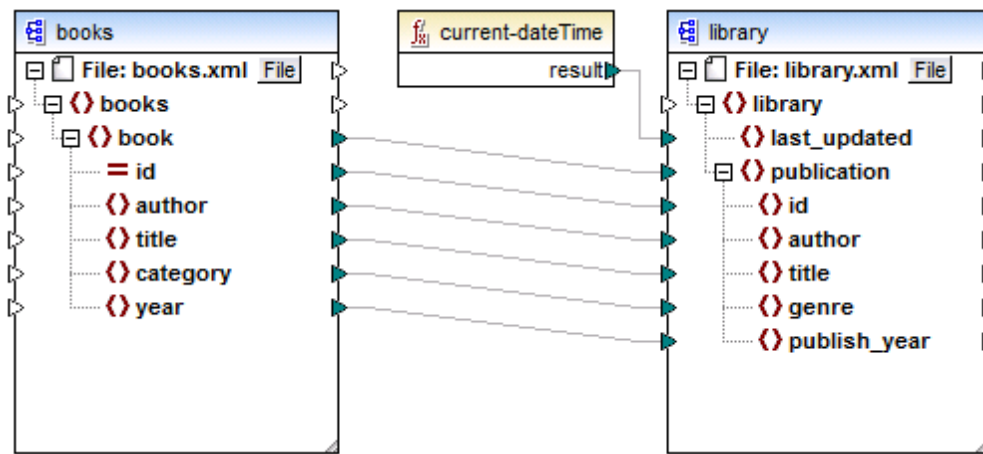 books
File: books.xml File
books
book
id
author
title
category
year
fx current-dateTime
result
library
File: library.xml File
library
last_updated
publication
id
author
title
genre
publish_year